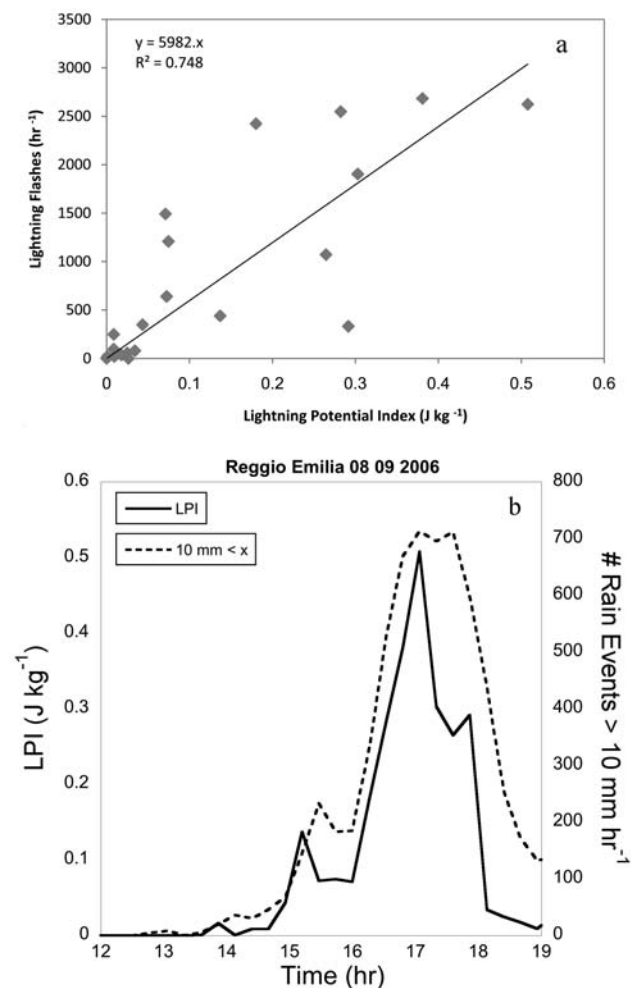 a
y = 5982.x
R² = 0.748
Lightning Flashes (hr⁻¹)
3500
3000
2500
2000
1500
1000
500
0
0 0.1 0.2 0.3 0.4 0.5 0.6
Lightning Potential Index (J kg⁻¹)
Reggio Emilia 08 09 2006
b
LPI
10 mm < x
LPI (J kg⁻¹)
0.6
0.5
0.4
0.3
0.2
0.1
0
# Rain Events > 10 mm hr⁻¹
800
700
600
500
400
300
200
100
0
12 13 14 15 16 17 18 19
Time (hr)